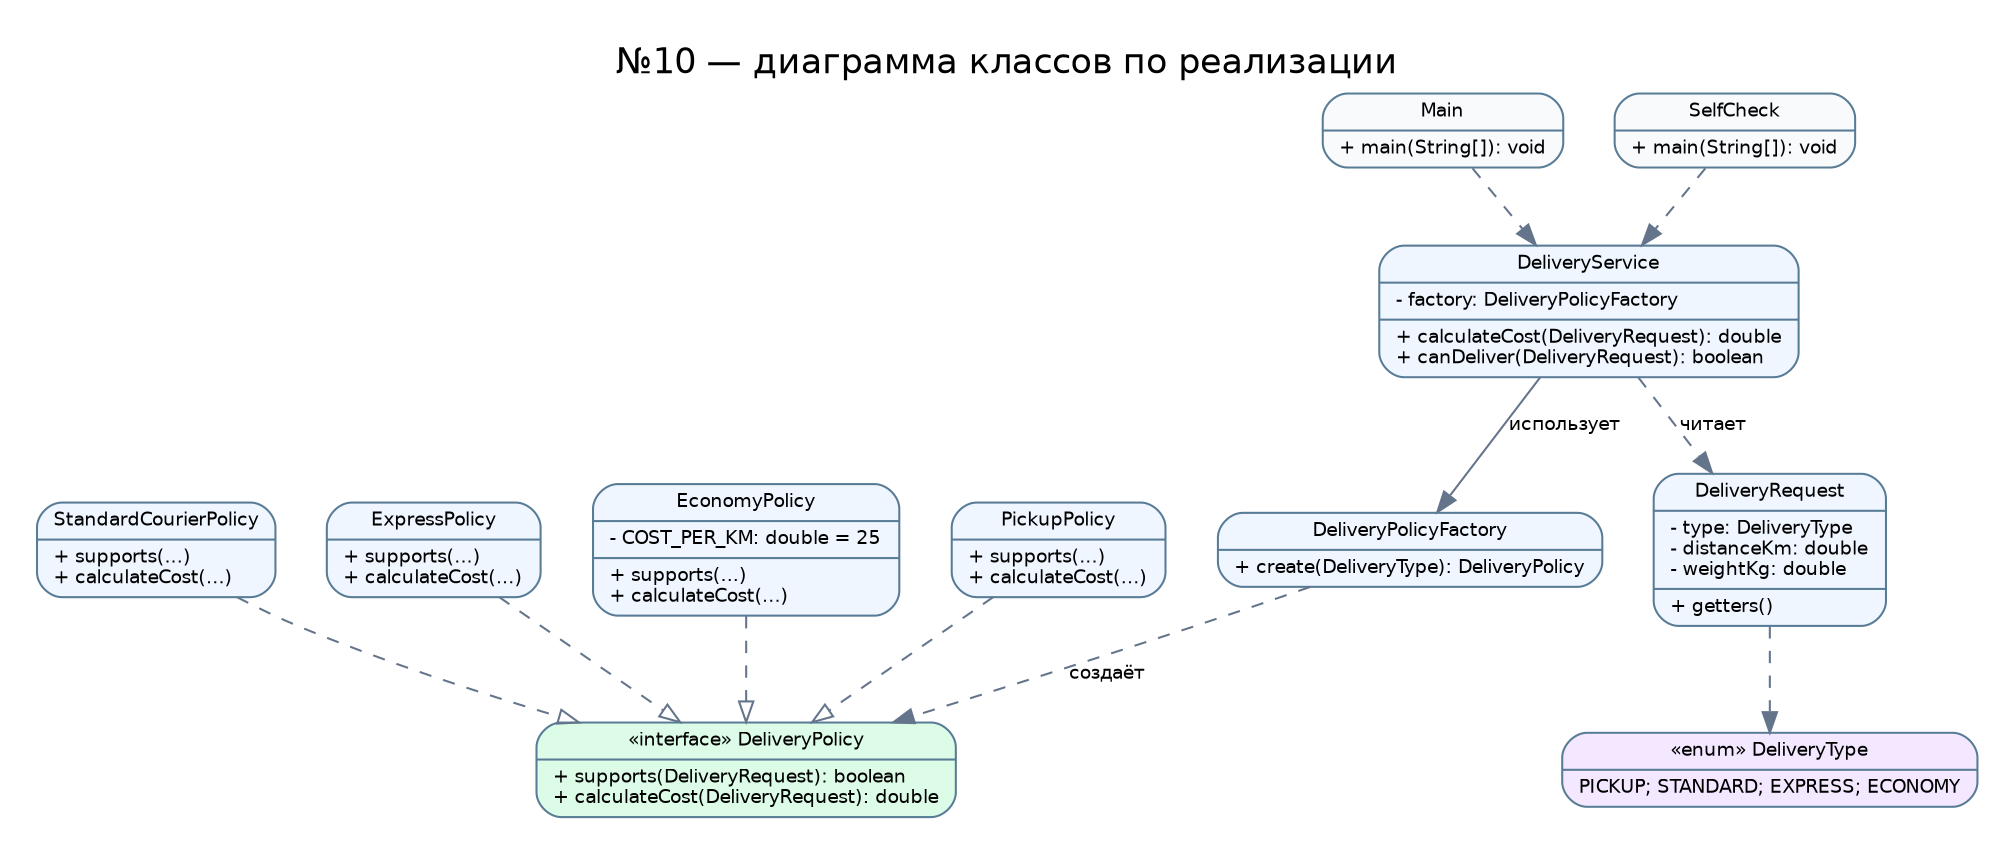 №10 — диаграмма классов по реализации
Main
+ main(String[]): void
SelfCheck
+ main(String[]): void
DeliveryService
- factory: DeliveryPolicyFactory
+ calculateCost(DeliveryRequest): double
+ canDeliver(DeliveryRequest): boolean
использует
читает
StandardCourierPolicy
+ supports(...)
+ calculateCost(...)
ExpressPolicy
+ supports(...)
+ calculateCost(...)
EconomyPolicy
- COST_PER_KM: double = 25
+ supports(...)
+ calculateCost(...)
PickupPolicy
+ supports(...)
+ calculateCost(...)
DeliveryPolicyFactory
+ create(DeliveryType): DeliveryPolicy
DeliveryRequest
- type: DeliveryType
- distanceKm: double
- weightKg: double
+ getters()
создаёт
«interface» DeliveryPolicy
+ supports(DeliveryRequest): boolean
+ calculateCost(DeliveryRequest): double
«enum» DeliveryType
PICKUP; STANDARD; EXPRESS; ECONOMY